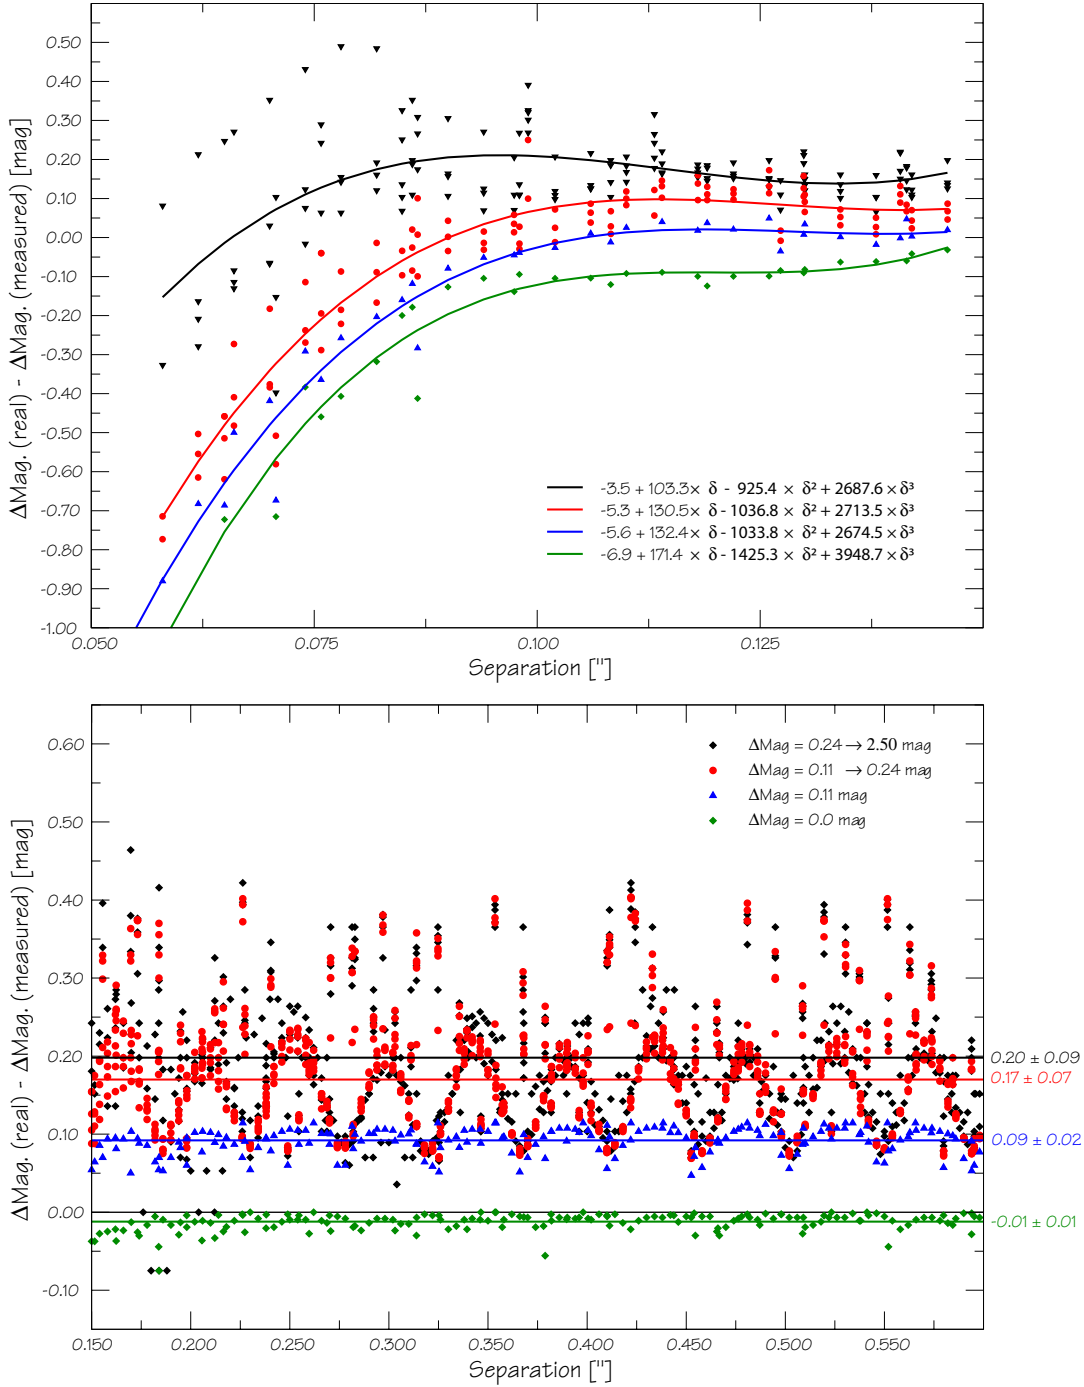 ΔMag. (real) - ΔMag. (measured) [mag]
0.50
0.40
0.30
0.20
0.10
0.00
-0.10
-0.20
-0.30
-0.40
-0.50
-0.60
-0.70
-0.80
-0.90
-1.00
-3.5 + 103.3× δ - 925.4 × δ² + 2687.6 × δ³
-5.3 + 130.5× δ - 1036.8 × δ² + 2713.5 × δ³
-5.6 + 132.4× δ - 1033.8 × δ² + 2674.5 × δ³
-6.9 + 171.4 × δ - 1425.3 × δ² + 3948.7 × δ³
0.050 0.075 0.100 0.125
Separation ["]
ΔMag. (real) - ΔMag. (measured) [mag]
0.60
0.50
0.40
0.30
0.20
0.10
0.00
-0.10
ΔMag = 0.24 → 2.50 mag
ΔMag = 0.11 → 0.24 mag
ΔMag = 0.11 mag
ΔMag = 0.0 mag
0.20 ± 0.09
0.17 ± 0.07
0.09 ± 0.02
-0.01 ± 0.01
0.150 0.200 0.250 0.300 0.350 0.400 0.450 0.500 0.550
Separation ["]